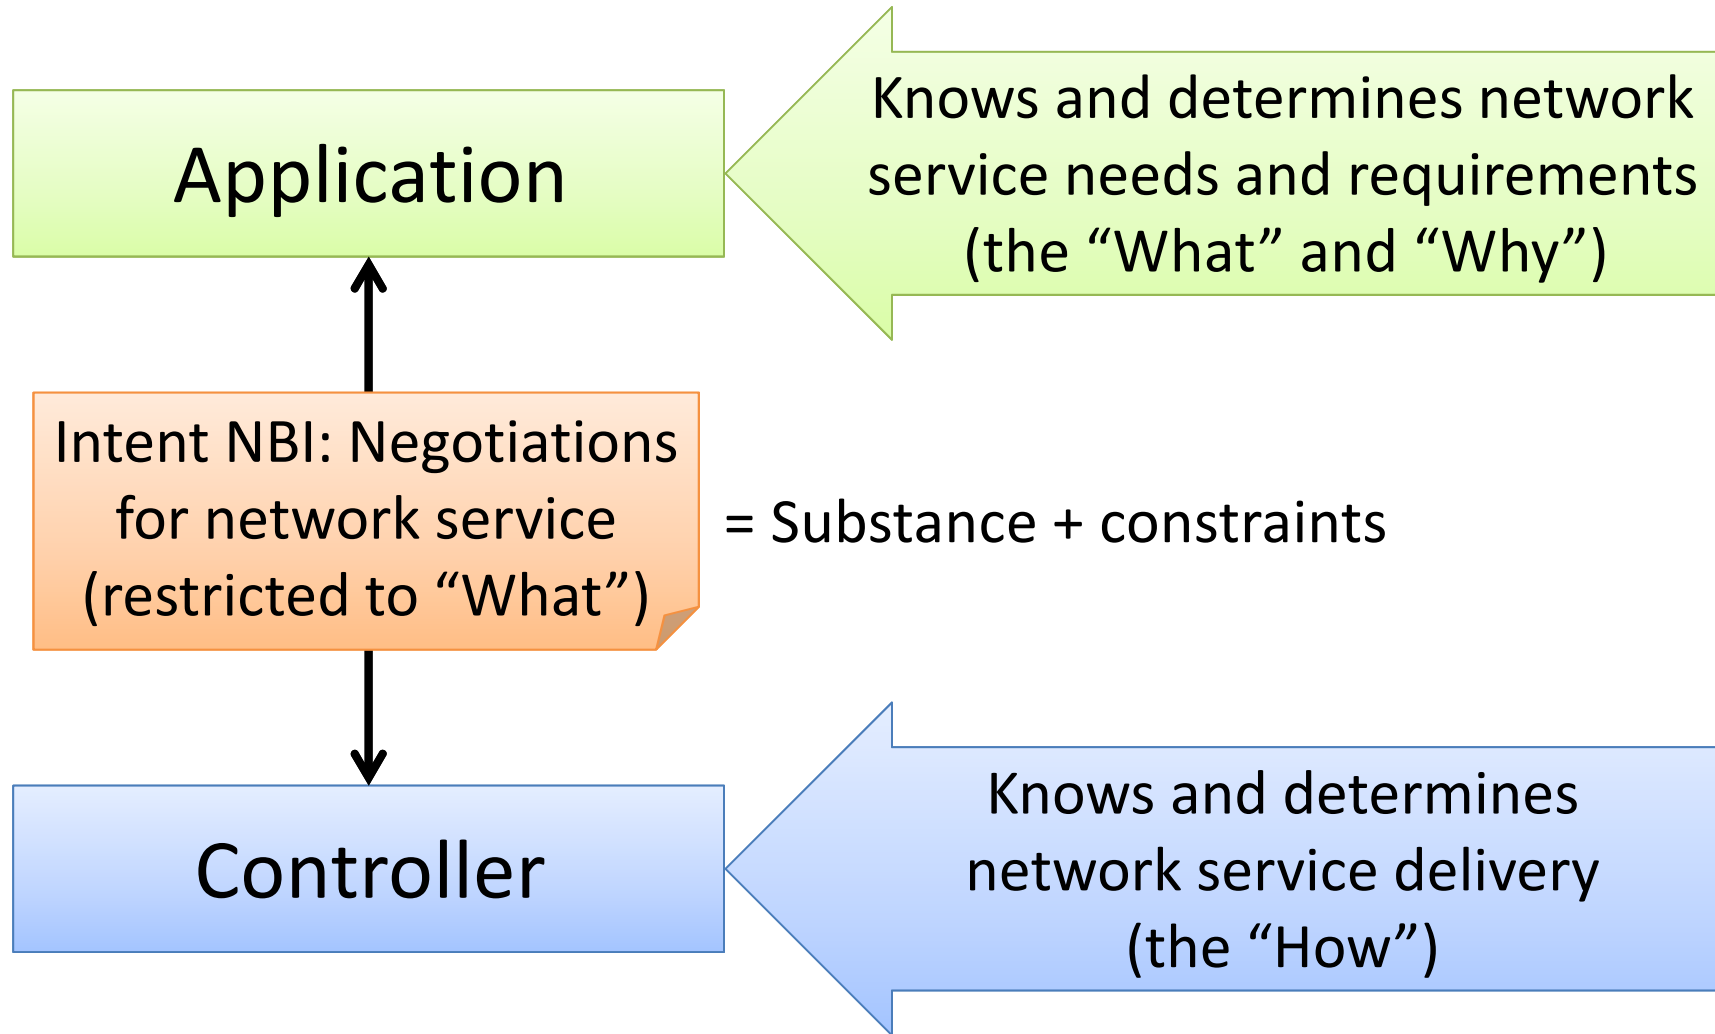 Application
Knows and determines network
service needs and requirements
(the “What” and “Why”)
Intent NBI: Negotiations
for network service
(restricted to “What”)
= Substance + constraints
Controller
Knows and determines
network service delivery
(the “How”)